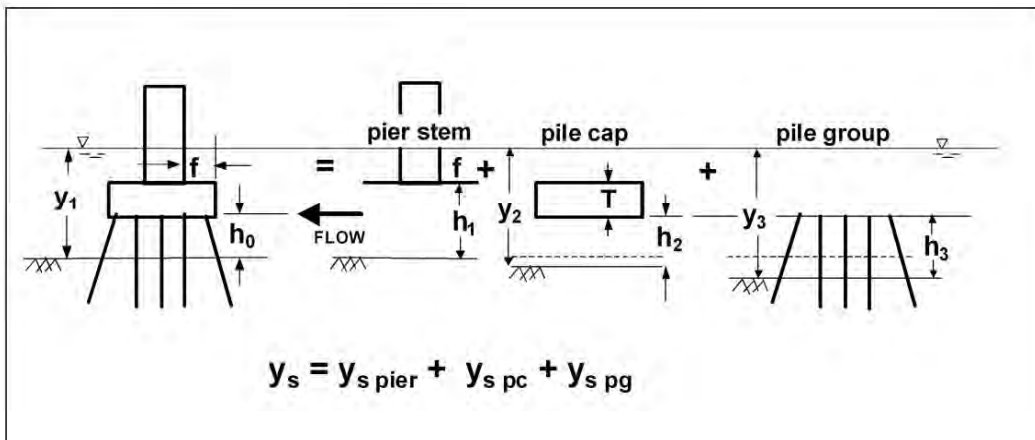 pier stem
pile cap
pile group
f
=
f
+
+
y1
T
y2
y3
h0
FLOW
h1
h2
h3
ys = ys pier + ys pc + ys pg